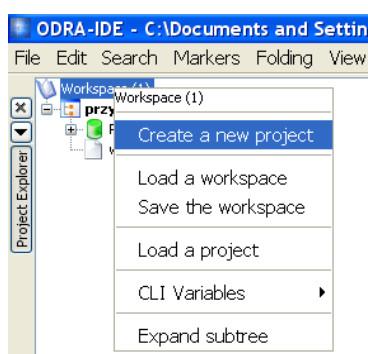 ODRA-IDE - C:\Documents and Settin
File Edit Search Markers Folding View
Workspace (1)
Workspace (1)
przy
Create a new project
Load a workspace
Save the workspace
Load a project
CLI Variables
Expand subtree
Project Explorer